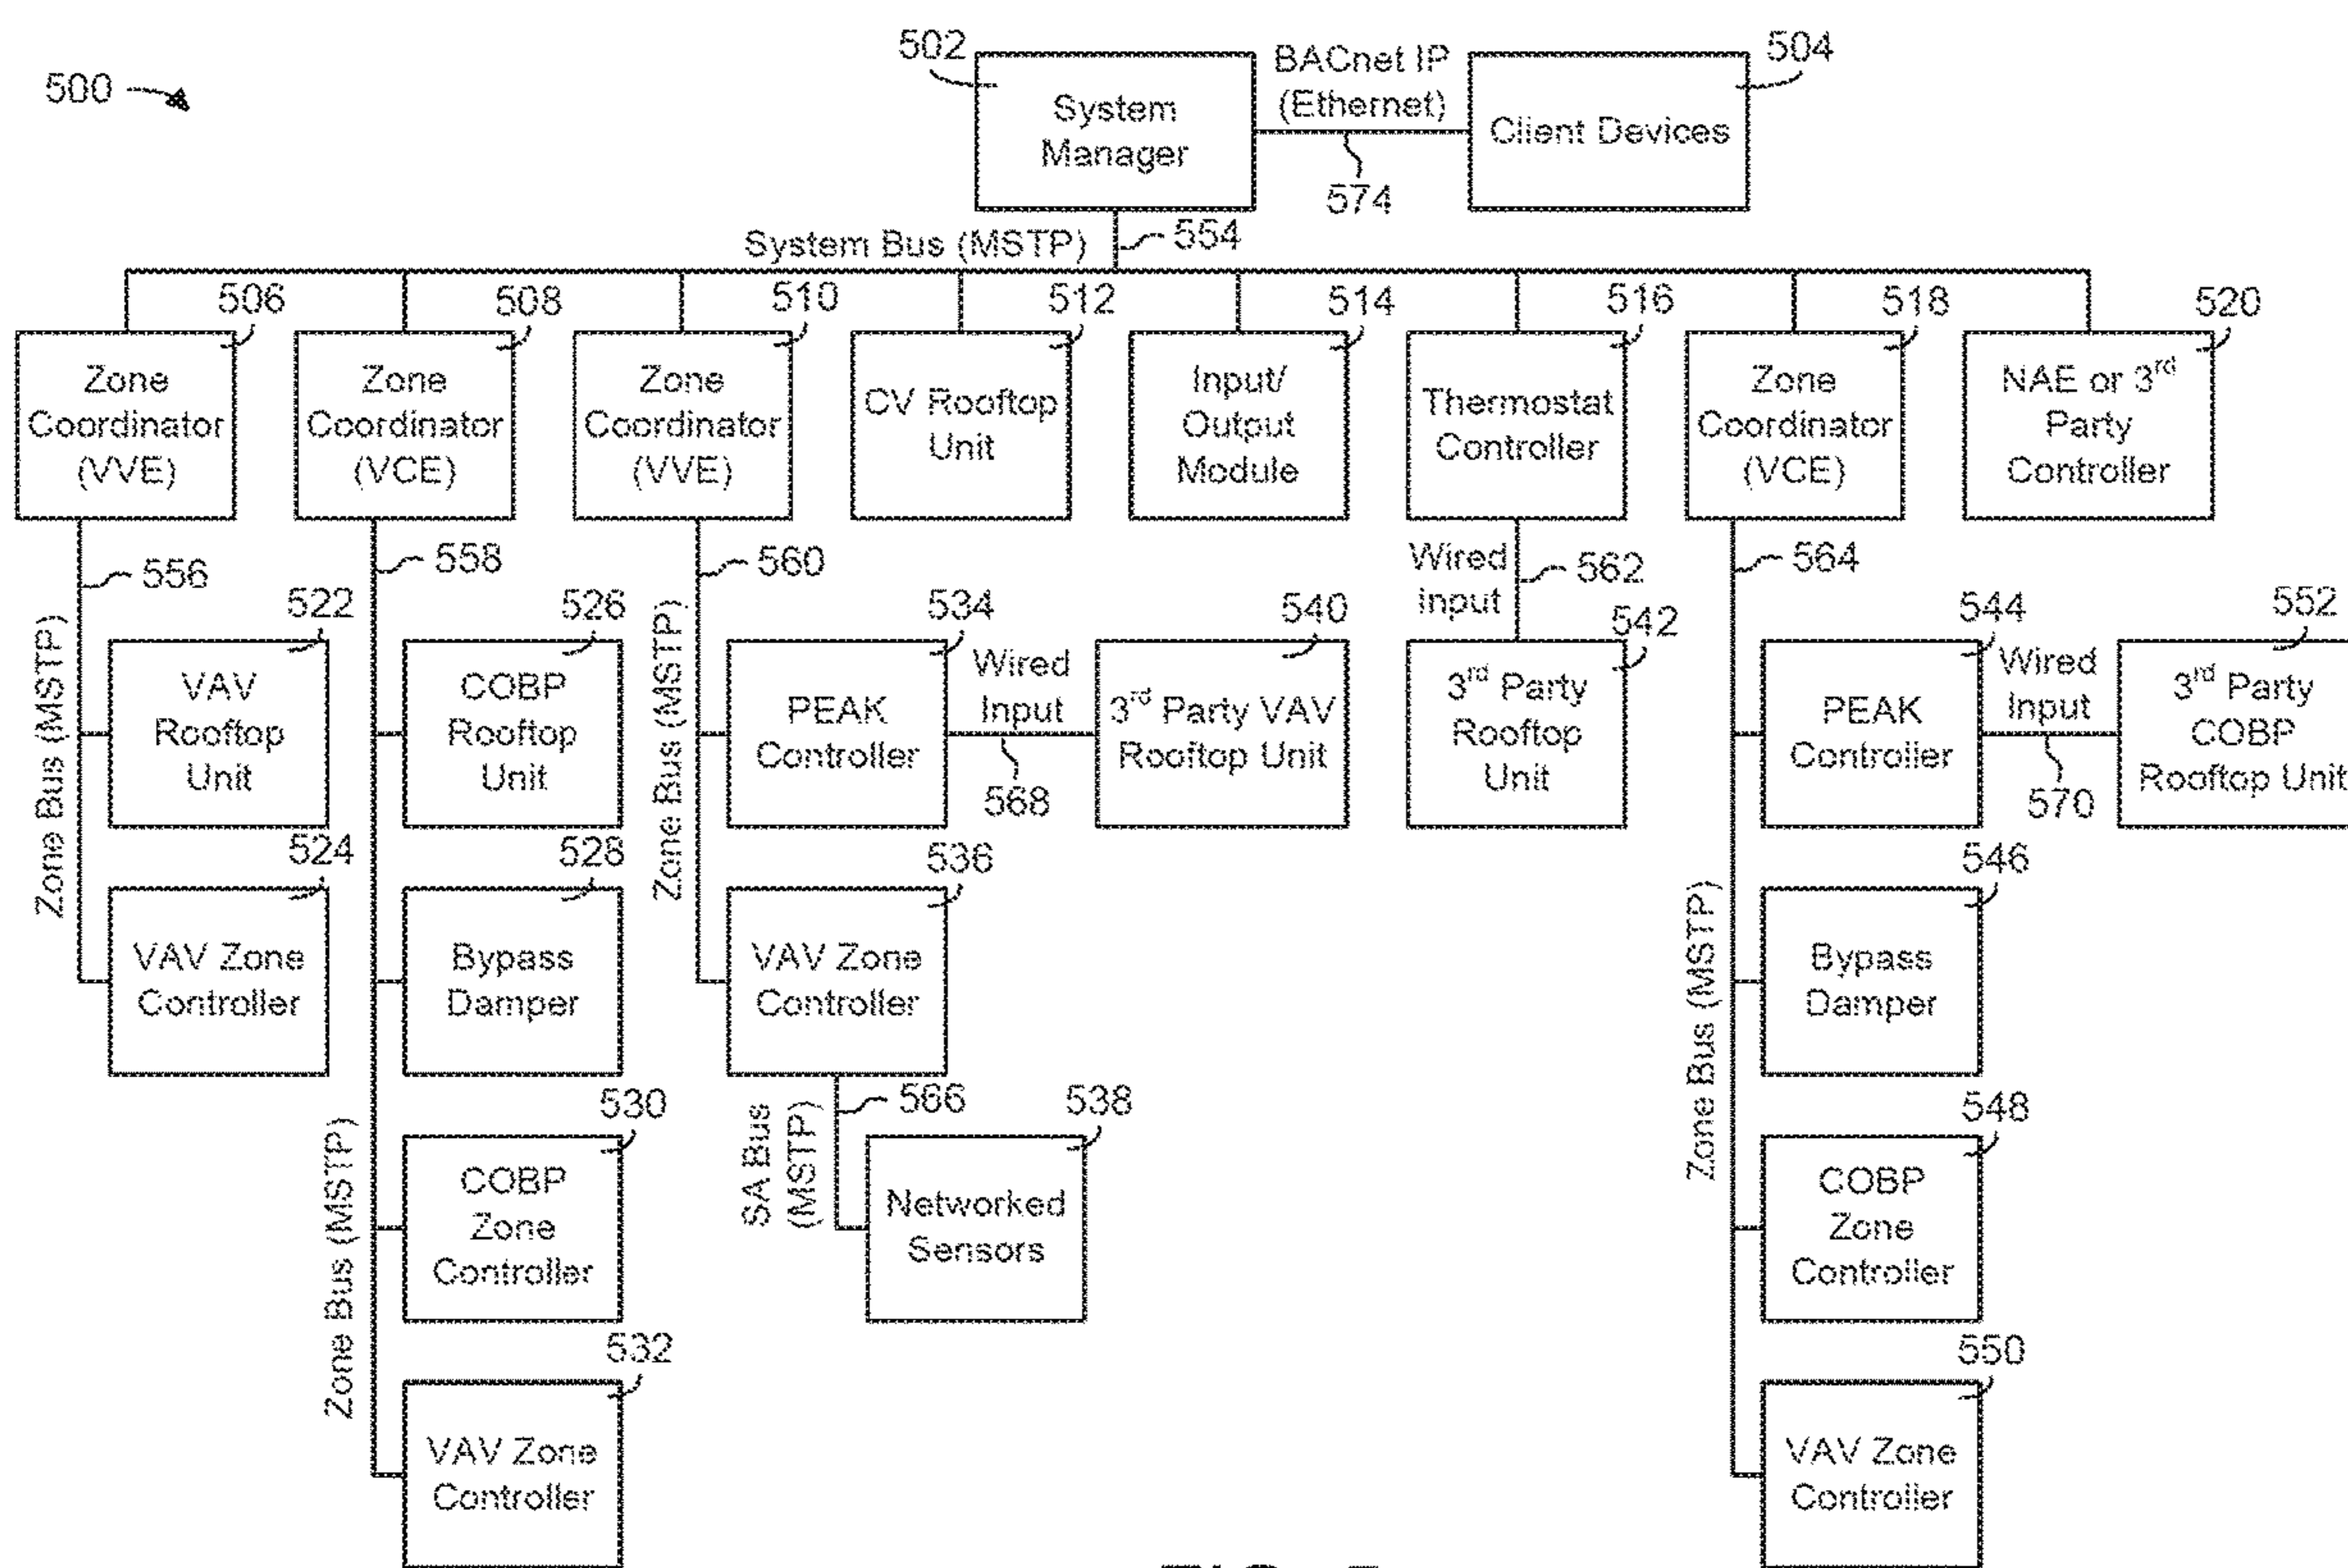 500
502
System
Manager
BACnet IP
(Ethernet)
574
504
Client Devices
System Bus (MSTP)
554
506
Zone
Coordinator
(VVE)
508
Zone
Coordinator
(VCE)
510
Zone
Coordinator
(VVE)
512
CV Rooftop
Unit
514
Input/
Output
Module
516
Thermostat
Controller
518
Zone
Coordinator
(VCE)
520
NAE or 3rd
Party
Controller
556
Zone Bus (MSTP)
522
VAV
Rooftop
Unit
524
VAV Zone
Controller
558
Zone Bus (MSTP)
526
COBP
Rooftop
Unit
528
Bypass
Damper
530
COBP
Zone
Controller
532
VAV Zone
Controller
560
Zone Bus (MSTP)
534
PEAK
Controller
Wired
Input
568
540
3rd Party VAV
Rooftop Unit
536
VAV Zone
Controller
566
SA Bus
(MSTP)
538
Networked
Sensors
Wired
input
562
542
3rd Party
Rooftop
Unit
564
Zone Bus (MSTP)
544
PEAK
Controller
Wired
Input
570
552
3rd Party
COBP
Rooftop Unit
546
Bypass
Damper
548
COBP
Zone
Controller
550
VAV Zone
Controller